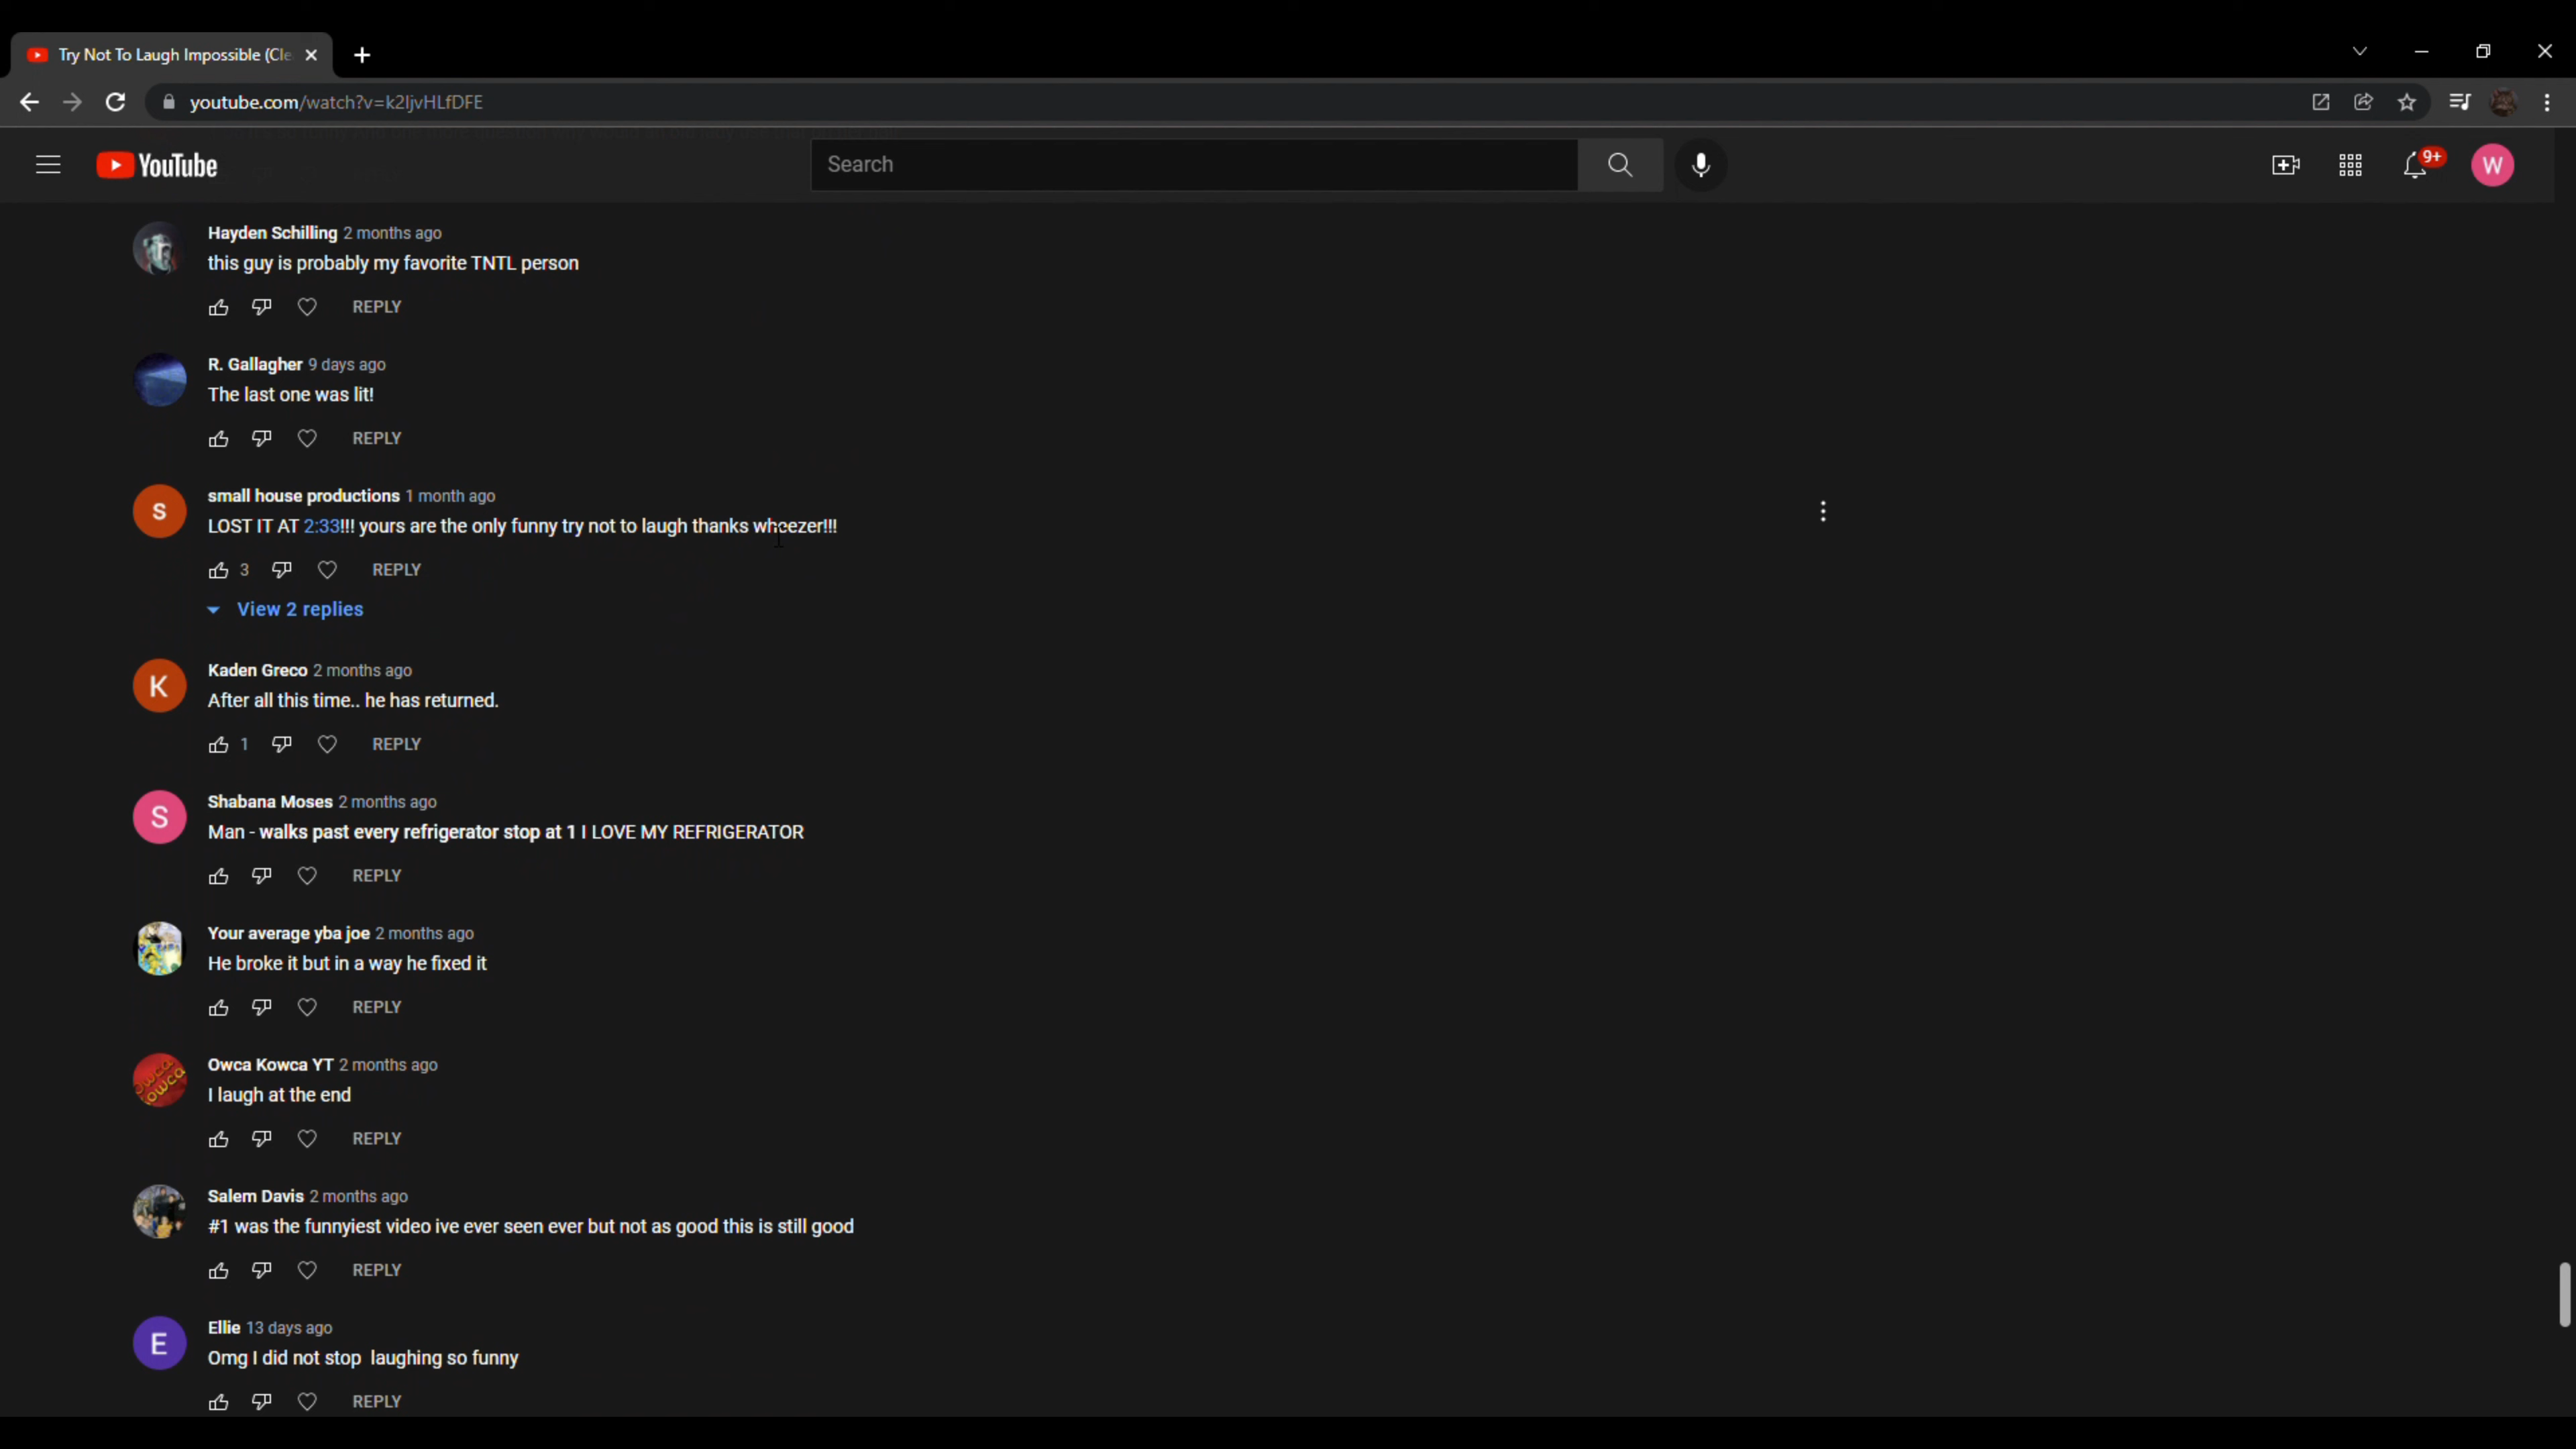 Try Not To Laugh Impossible (Cle
youtube.com/watch?v=k2ljvHLfDFE
YouTube
Search
9+
W
Hayden Schilling 2 months ago
this guy is probably my favorite TNTL person
REPLY
R. Gallagher 9 days ago
The last one was lit!
REPLY
S
small house productions 1 month ago
LOST IT AT 2:33!!! yours are the only funny try not to laugh thanks wheezer!!!
3 REPLY
View 2 replies
K
Kaden Greco 2 months ago
After all this time.. he has returned.
1 REPLY
S
Shabana Moses 2 months ago
Man - walks past every refrigerator stop at 1 I LOVE MY REFRIGERATOR
REPLY
Your average yba joe 2 months ago
He broke it but in a way he fixed it
REPLY
Owca Kowca YT 2 months ago
I laugh at the end
REPLY
Salem Davis 2 months ago
#1 was the funnyiest video ive ever seen ever but not as good this is still good
REPLY
E
Ellie 13 days ago
Omg I did not stop  laughing so funny
REPLY